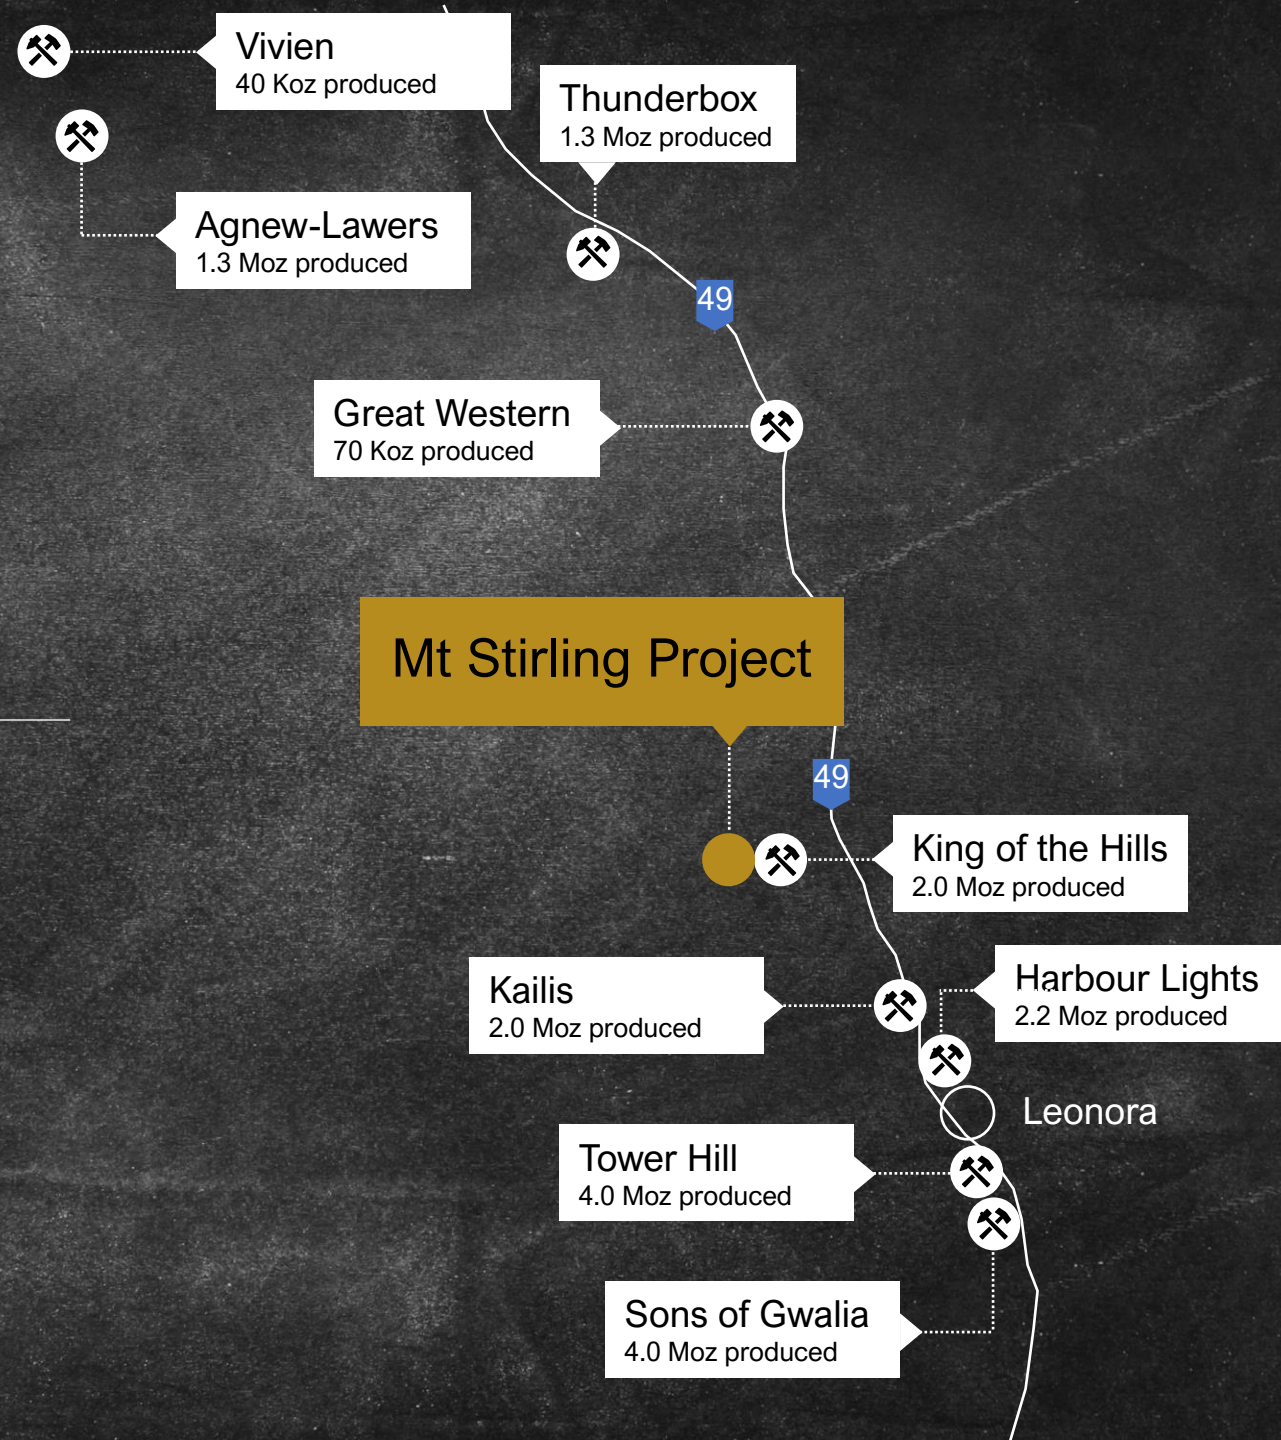 Vivien
40 Koz produced
Thunderbox
1.3 Moz produced
Agnew-Lawers
1.3 Moz produced
49
Great Western
70 Koz produced
Mt Stirling Project
49
King of the Hills
2.0 Moz produced
Harbour Lights
2.2 Moz produced
Kailis
2.0 Moz produced
Leonora
Tower Hill
4.0 Moz produced
Sons of Gwalia
4.0 Moz produced